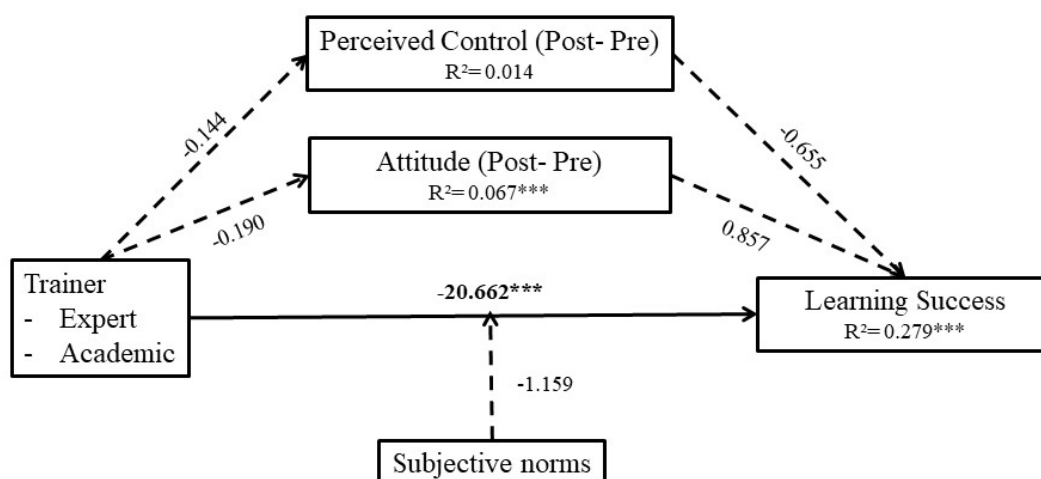 Perceived Control (Post- Pre)
R²= 0.014
-0.144
-0.655
Attitude (Post- Pre)
R²= 0.067***
-0.190
0.857
Trainer
- Expert
- Academic
-20.662***
Learning Success
R²= 0.279***
-1.159
Subjective norms